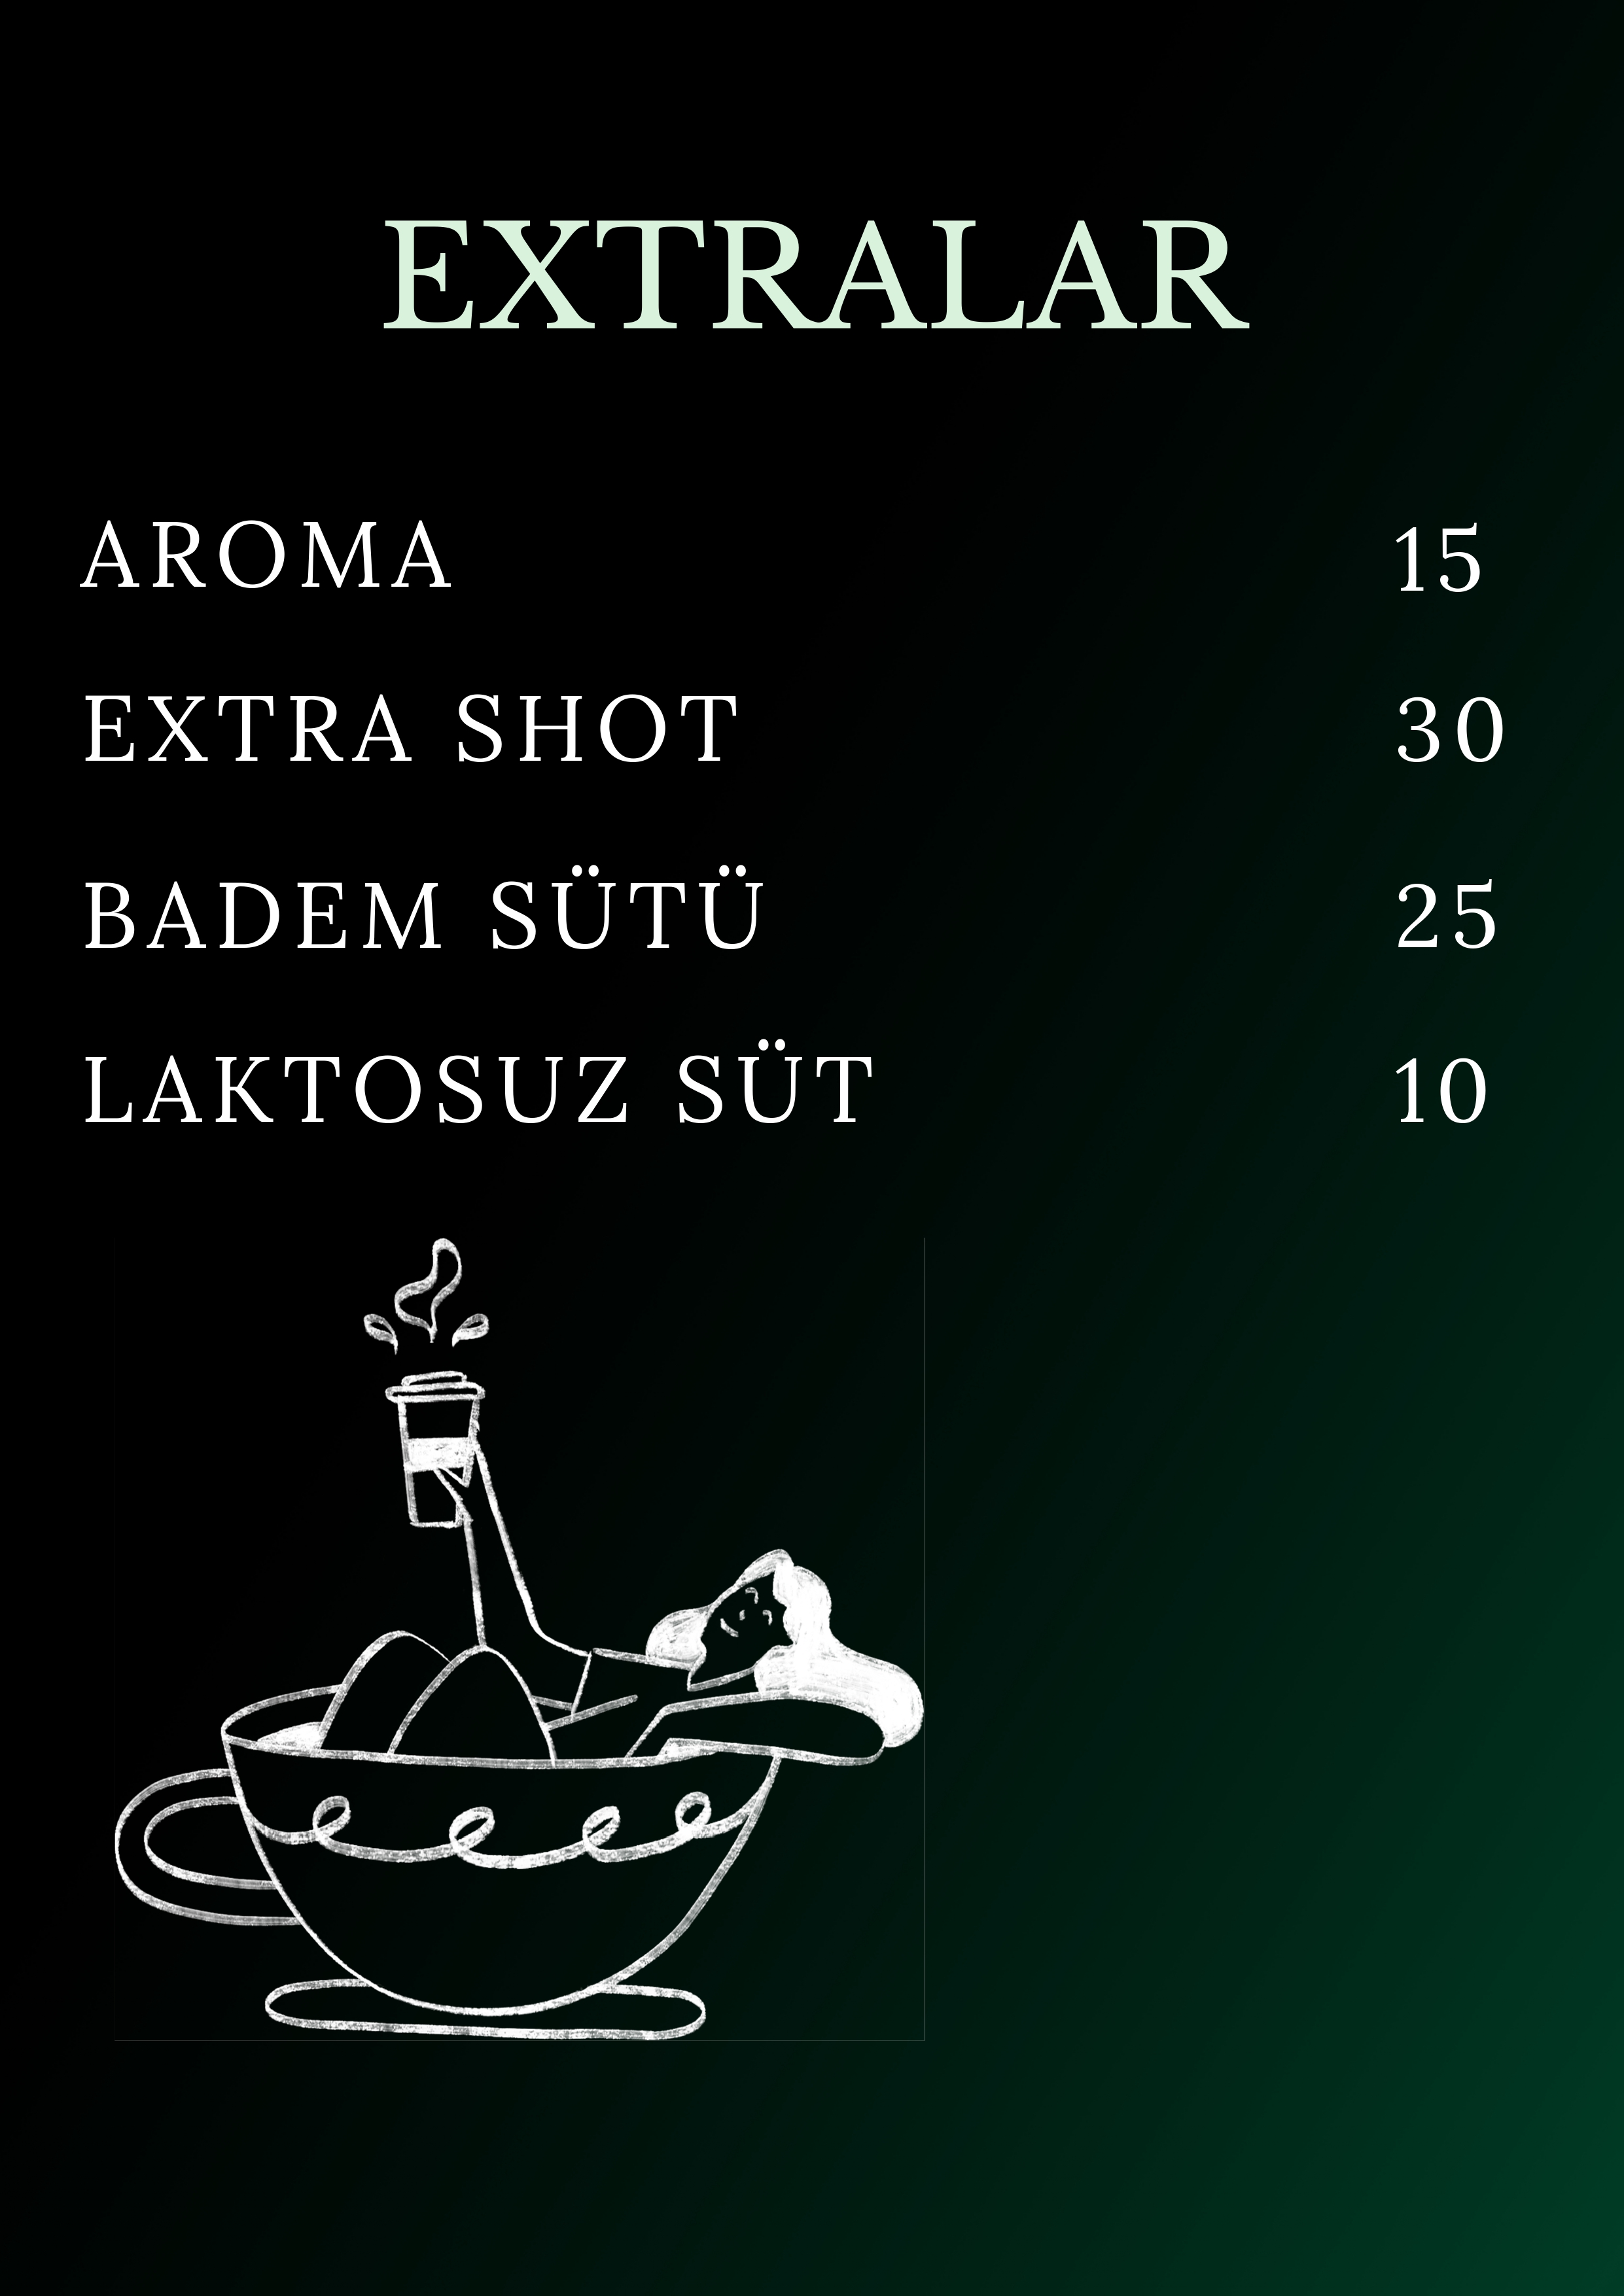 EXTRALAR
AROMA 15
EXTRA SHOT 30
BADEM SÜTÜ 25
LAKTOSUZ SÜT 10